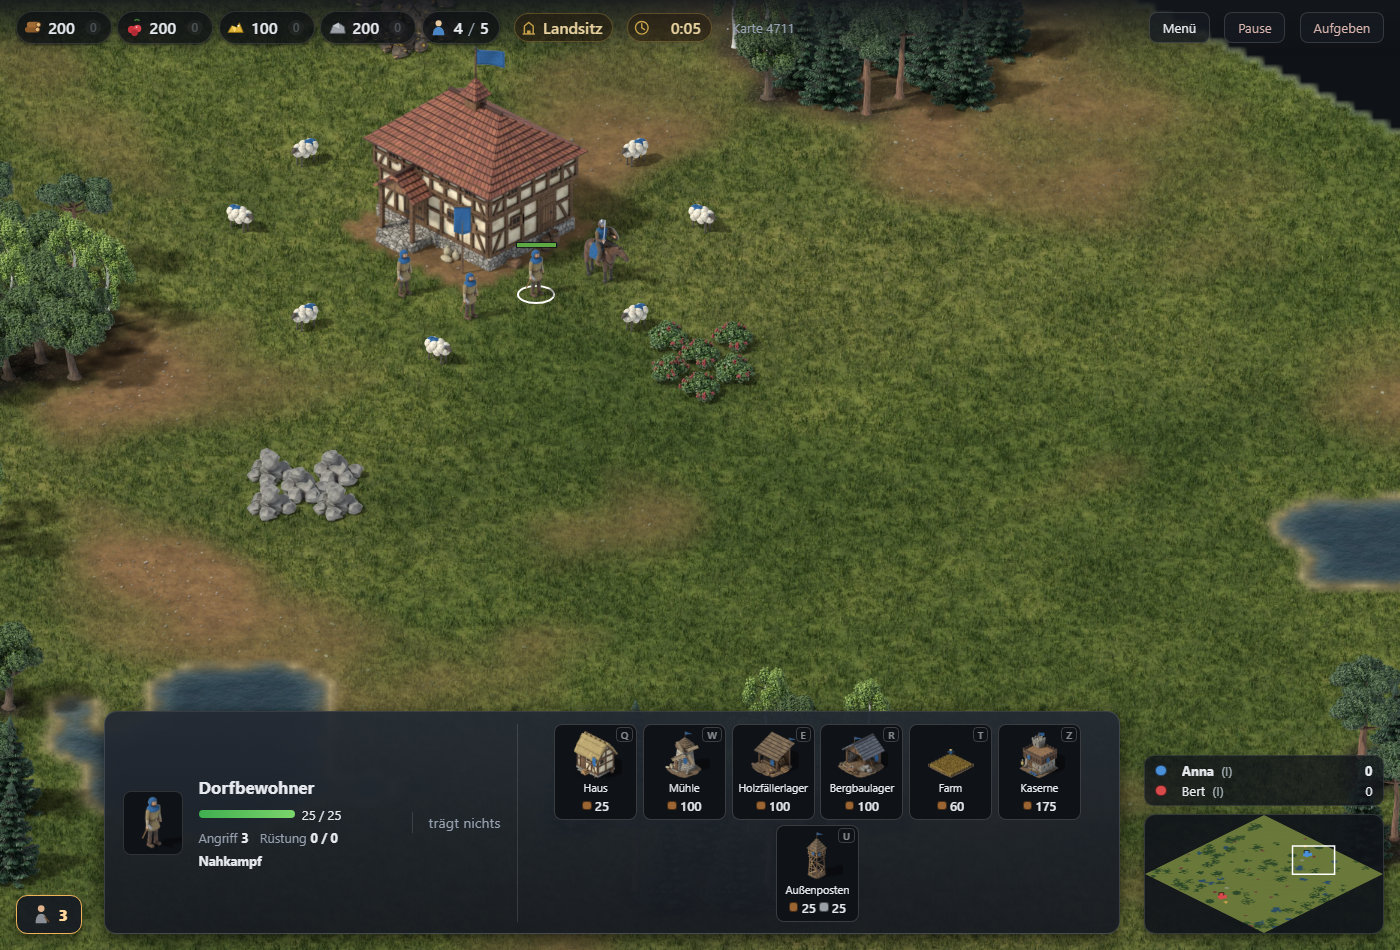 200 0 200 0 100 0 200 0 4 / 5 Landsitz 0:05 Karte 4711 Menü Pause Aufgeben
Dorfbewohner
25 / 25
Angriff 3 Rüstung 0 / 0
Nahkampf
trägt nichts
Q W E R T Z
Haus Mühle Holzfällerlager Bergbaulager Farm Kaserne
25 100 100 100 60 175
U
Außenposten
25 25
Anna (I) 0
Bert (I) 0
3